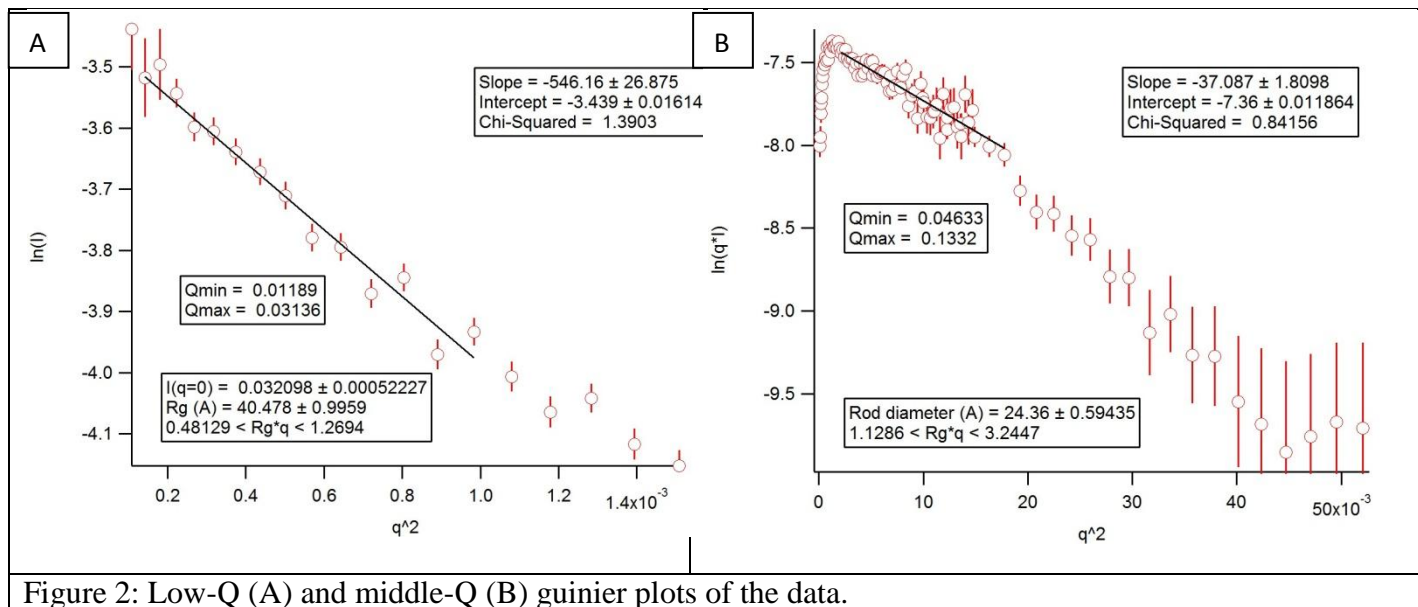 A
ln(I)
-3.5
-3.6
-3.7
-3.8
-3.9
-4.0
-4.1
Slope = -546.16 ± 26.875
Intercept = -3.439 ± 0.01614
Chi-Squared = 1.3903
Qmin = 0.01189
Qmax = 0.03136
I(q=0) = 0.032098 ± 0.00052227
Rg (A) = 40.478 ± 0.9959
0.48129 < Rg*q < 1.2694
0.2 0.4 0.6 0.8 1.0 1.4x10^-3
q^2
B
ln(q*I)
-7.5
-8.0
-8.5
-9.0
-9.5
Slope = -37.087 ± 1.8098
Intercept = -7.36 ± 0.011864
Chi-Squared = 0.84156
Qmin = 0.04633
Qmax = 0.1332
Rod diameter (A) = 24.36 ± 0.59435
1.1286 < Rg*q < 3.2447
0 10 20 30 40 50x10^-3
q^2
Figure 2: Low-Q (A) and middle-Q (B) guinier plots of the data.